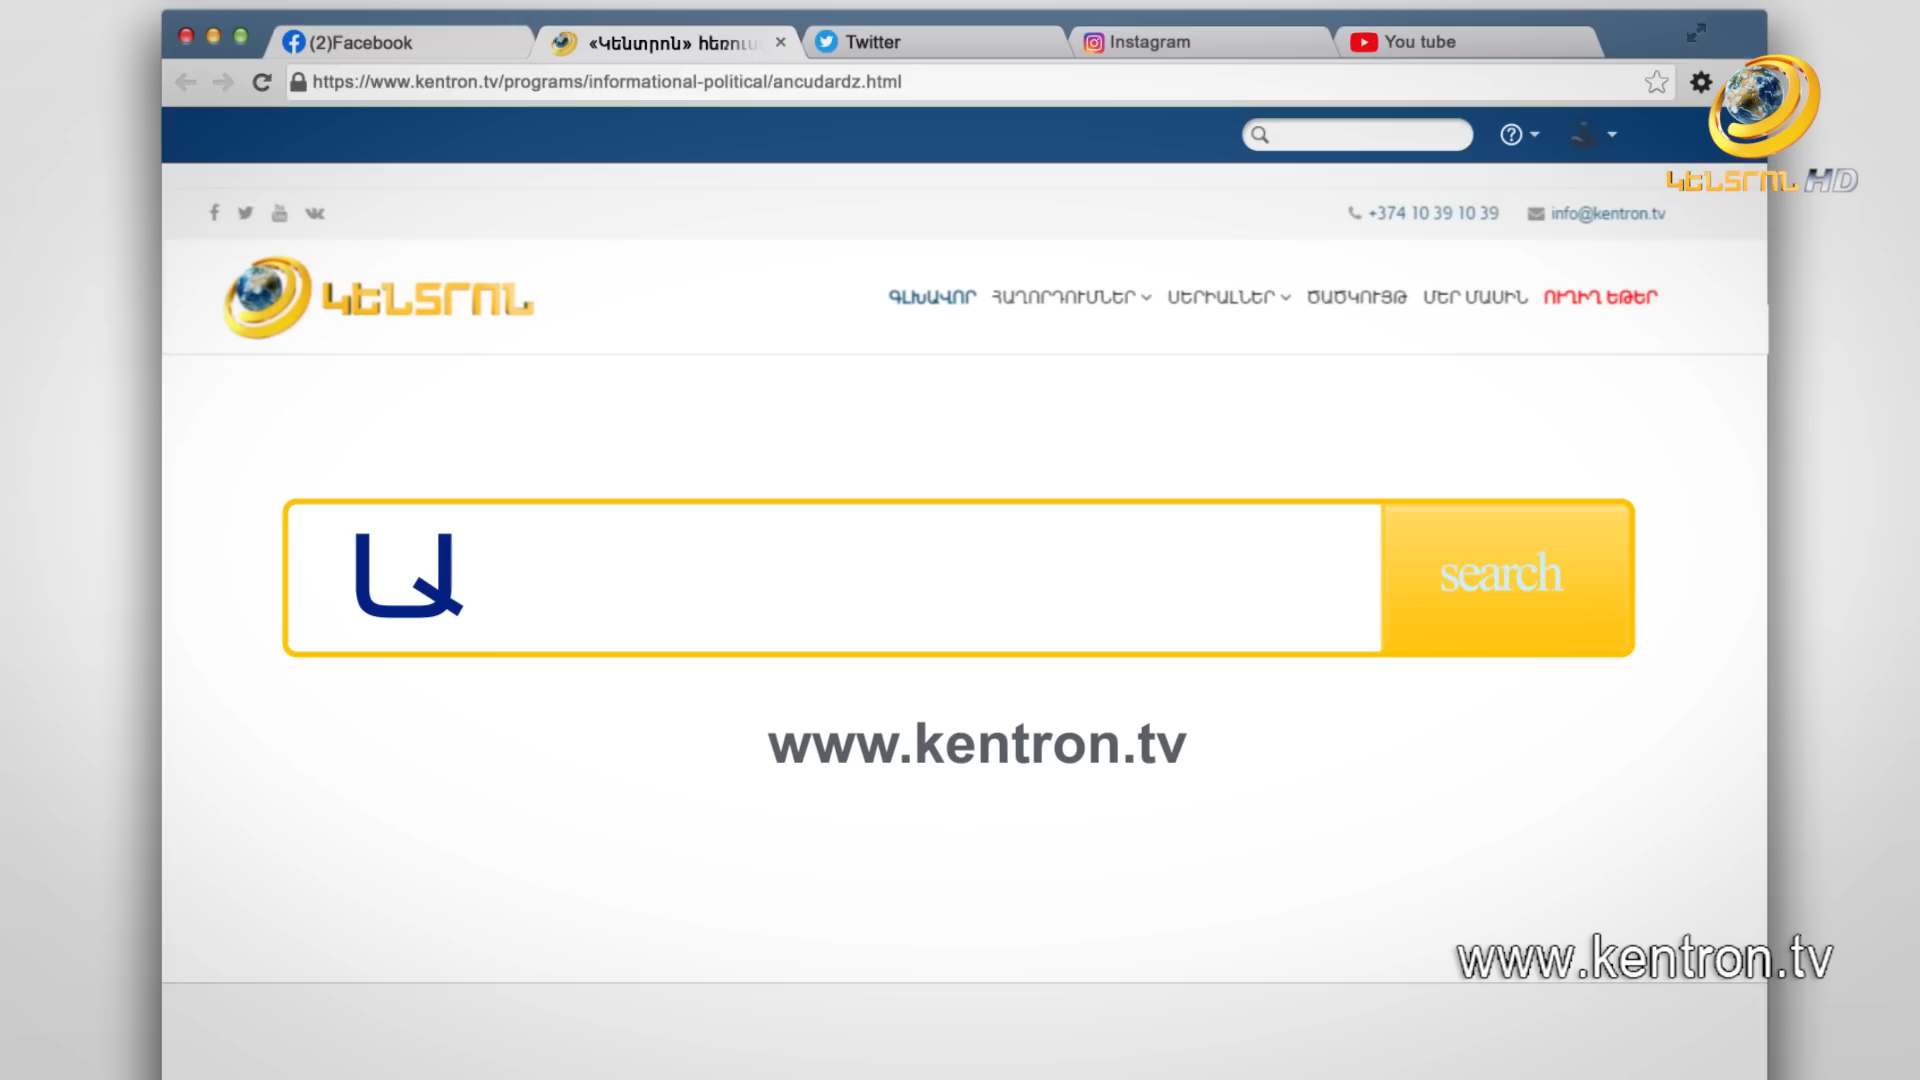 (2)Facebook
«Կենտրոն»
Twitter
Instagram
You tube
https://www.kentron.tv/programs/informational-political/ancudardz.html
ԿԵՆՏՐՈՆ HD
+374 10 39 10 39
info@kentron.tv
ԿԵՆՏՐՈՆ
ԳԼԽԱՎՈՐ ՀԱՂՈՐԴՈՒՄՆԵՐ ՍԵՐԻԱԼՆԵՐ ԾԱԾԿՈՒՅԹ ՄԵՐ ՄԱՍԻՆ ՈՒՂԻՂ ԵԹԵՐ
Ա
search
www.kentron.tv
www.kentron.tv